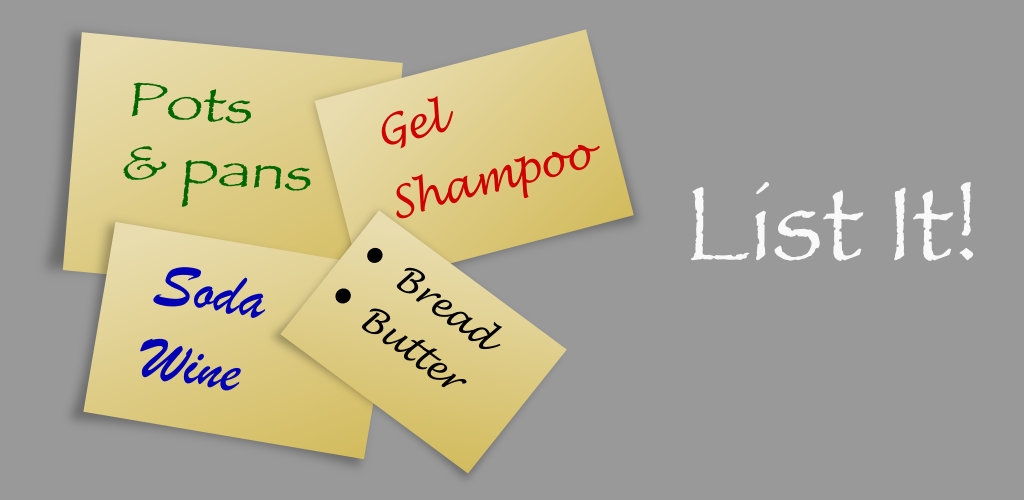 Pots
& pans
Gel
Shampoo
Soda
Wine
• Bread
• Butter
List It!